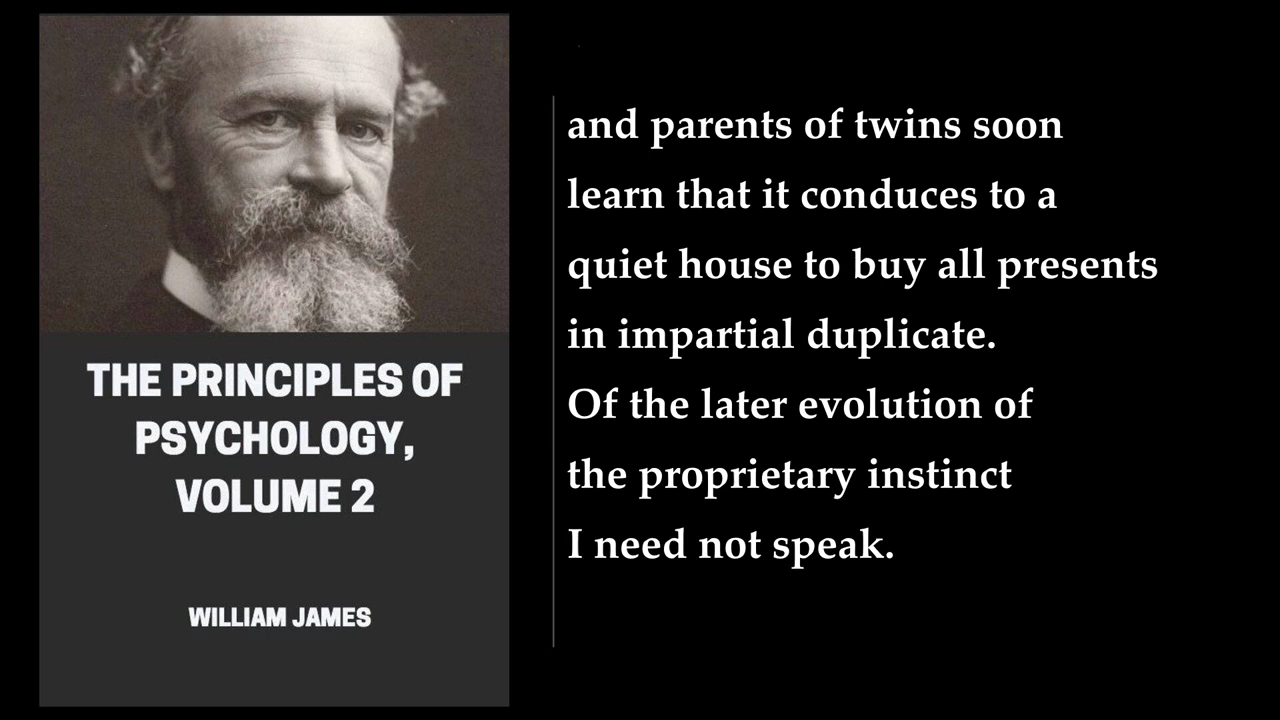 THE PRINCIPLES OF
PSYCHOLOGY,
VOLUME 2
WILLIAM JAMES
and parents of twins soon
learn that it conduces to a
quiet house to buy all presents
in impartial duplicate.
Of the later evolution of
the proprietary instinct
I need not speak.